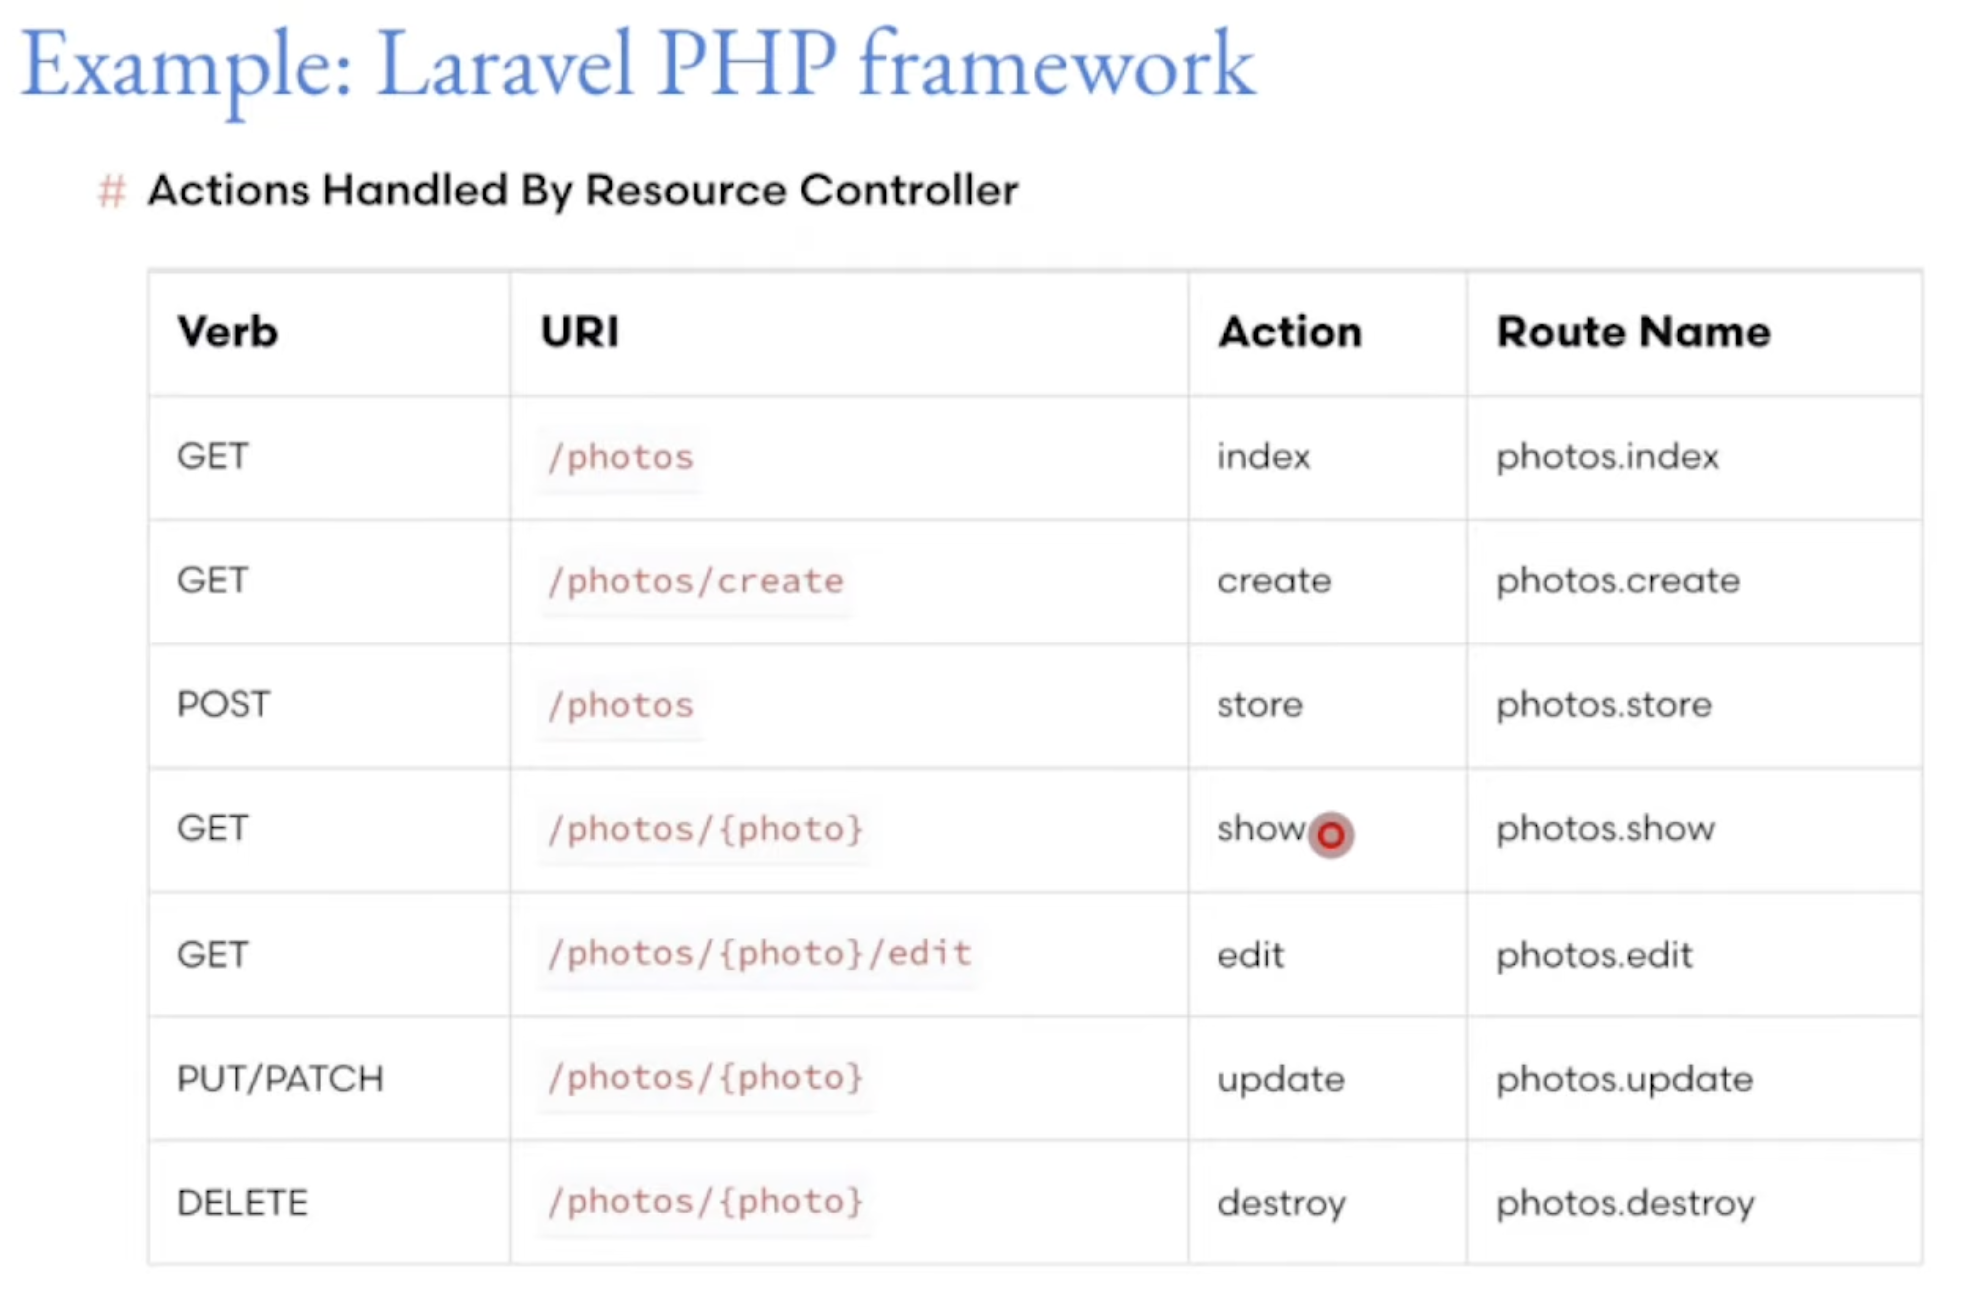 Example: Laravel PHP framework
# Actions Handled By Resource Controller
Verb URI Action Route Name
GET /photos index photos.index
GET /photos/create create photos.create
POST /photos store photos.store
GET /photos/{photo} show photos.show
GET /photos/{photo}/edit edit photos.edit
PUT/PATCH /photos/{photo} update photos.update
DELETE /photos/{photo} destroy photos.destroy